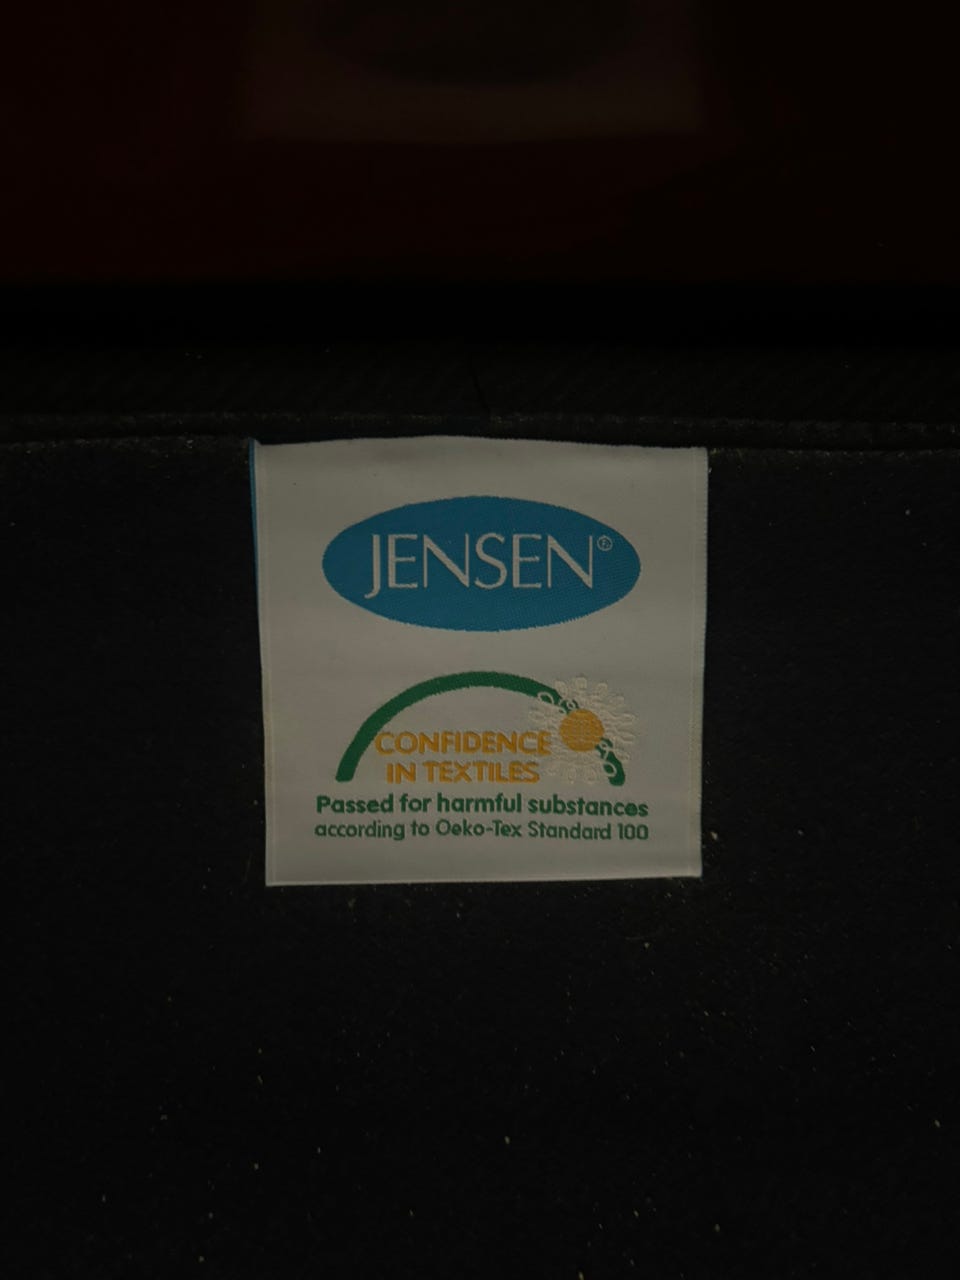 JENSEN®
CONFIDENCE
IN TEXTILES
Passed for harmful substances
according to Oeko-Tex Standard 100